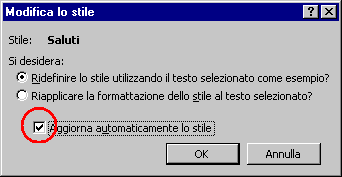 Modifica lo stile
Stile: Saluti
Si desidera:
Ridefinire lo stile utilizzando il testo selezionato come esempio?
Riapplicare la formattazione dello stile al testo selezionato?
Aggiorna automaticamente lo stile
OK Annulla